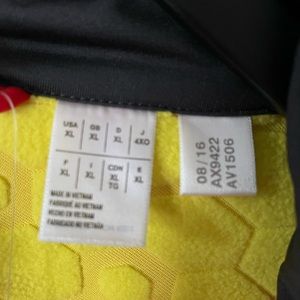 USA GB D J
XL XL XL 4XO
F I CDN E
XL XL XL TG XL
MADE IN VIETNAM
FABRIQUÉ AU VIETNAM
HECHO EN VIETNAM
FABRICADO NO VIETNAM
08/16
AX9422
AV1506